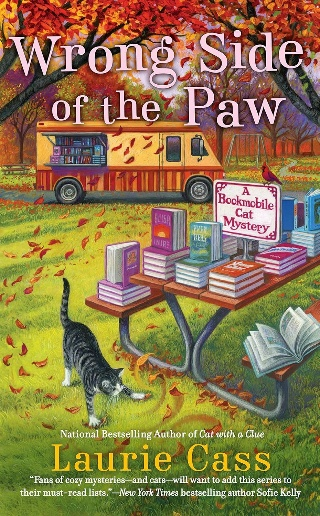 Wrong Side
of the Paw
A
Bookmobile
Cat
Mystery
National Bestselling Author of Cat with a Clue
Laurie Cass
"Fans of cozy mysteries—and cats—will want to add this series
to their must-read lists."—New York Times bestselling author Sofie Kelly